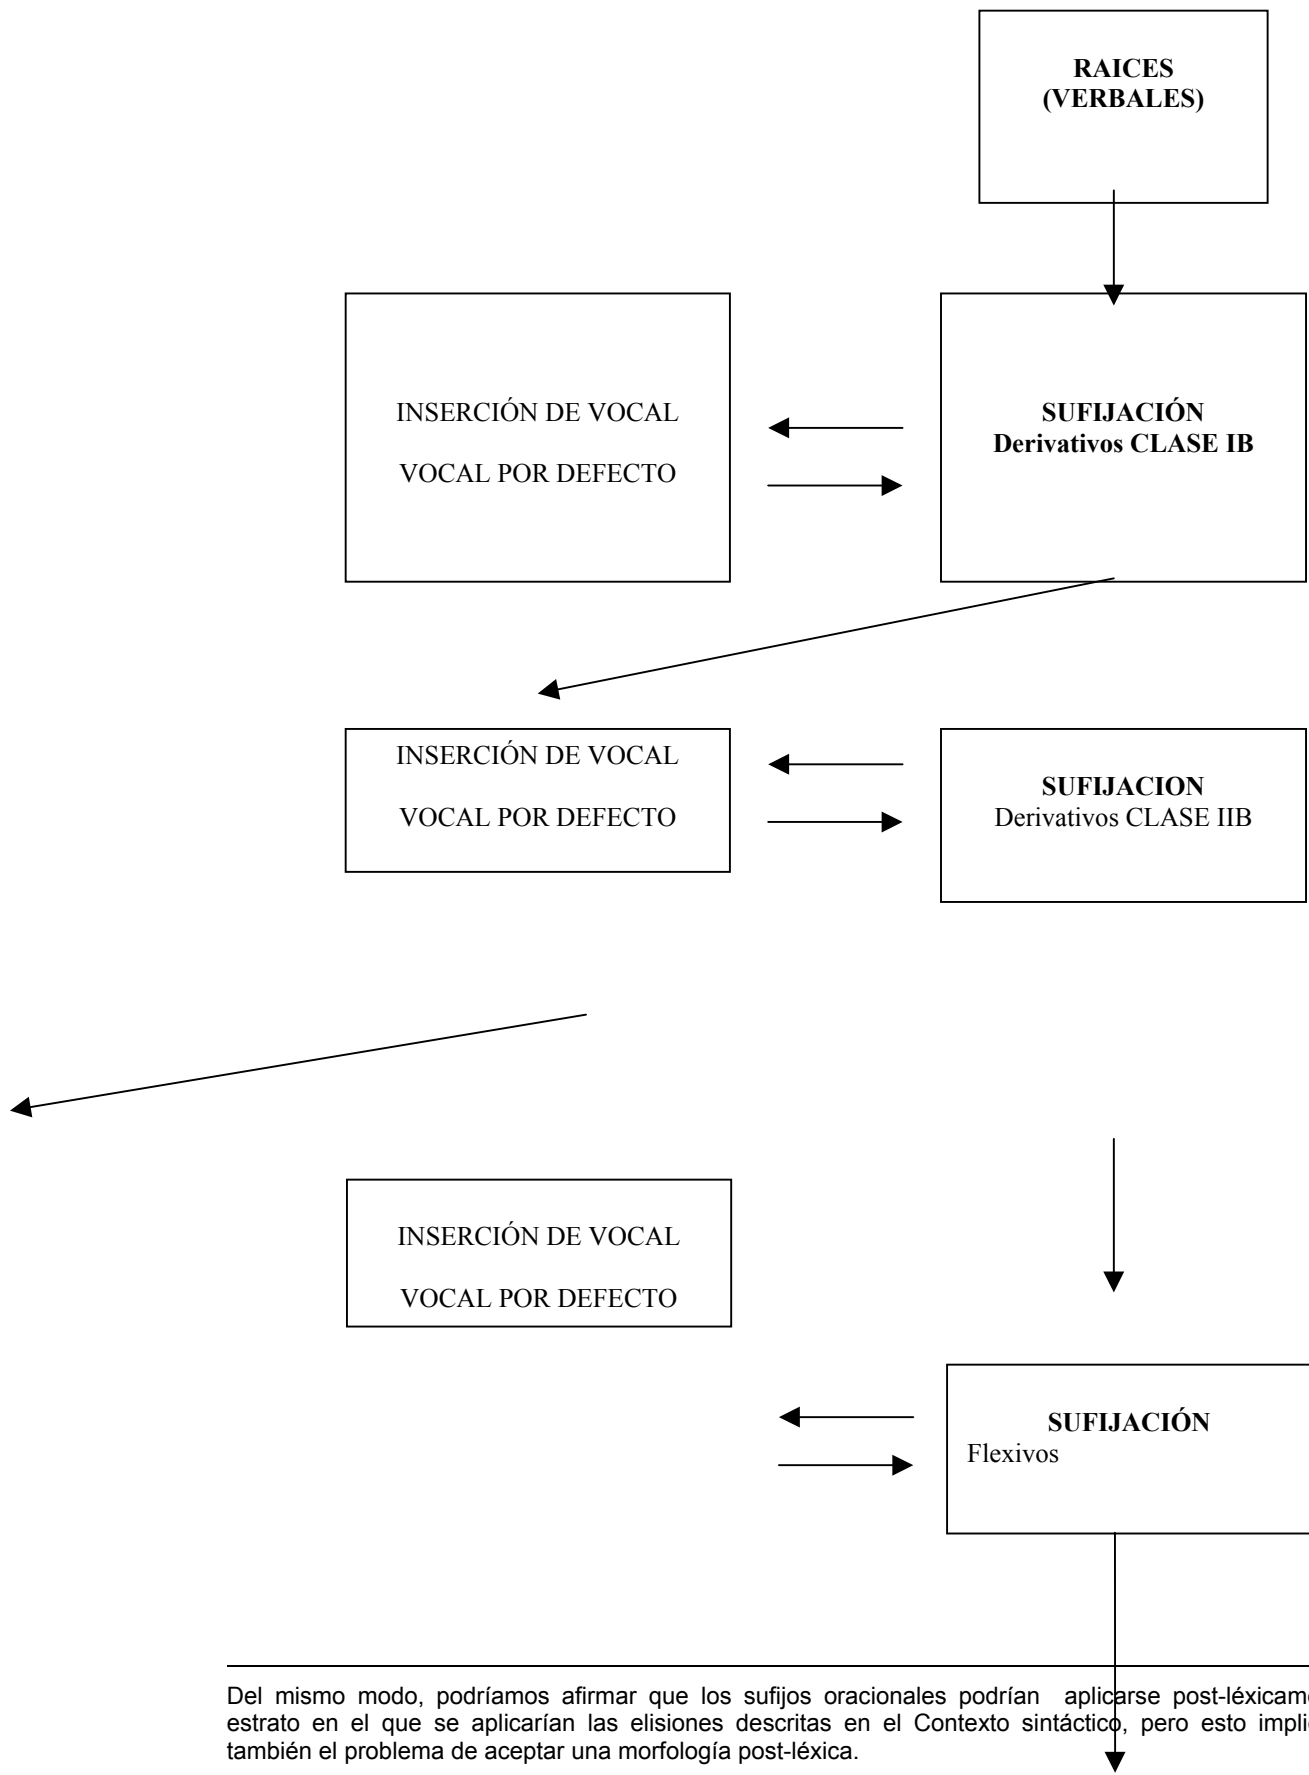 RAICES
(VERBALES)
INSERCIÓN DE VOCAL
VOCAL POR DEFECTO
SUFIJACIÓN
Derivativos CLASE IB
INSERCIÓN DE VOCAL
VOCAL POR DEFECTO
SUFIJACION
Derivativos CLASE IIB
INSERCIÓN DE VOCAL
VOCAL POR DEFECTO
SUFIJACIÓN
Flexivos
Del mismo modo, podríamos afirmar que los sufijos oracionales podrían aplicarse
estrato en el que se aplicarían las elisiones descritas en el Contexto sintáctico, pero esto
también el problema de aceptar una morfología post-léxica.